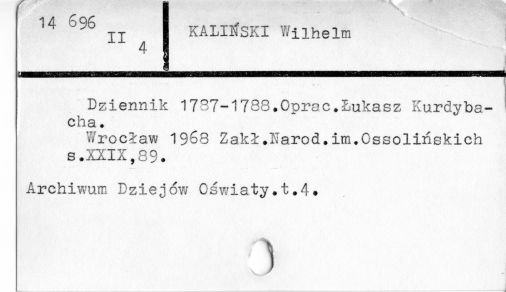 14 696
II
4
KALIŃSKI Wilhelm
Dziennik 1787-1788.Oprac.Łukasz Kurdyba-
cha.
Wrocław 1968 Zakł.Narod.im.Ossolińskich
s.XXIX,89.
Archiwum Dziejów Oświaty.t.4.